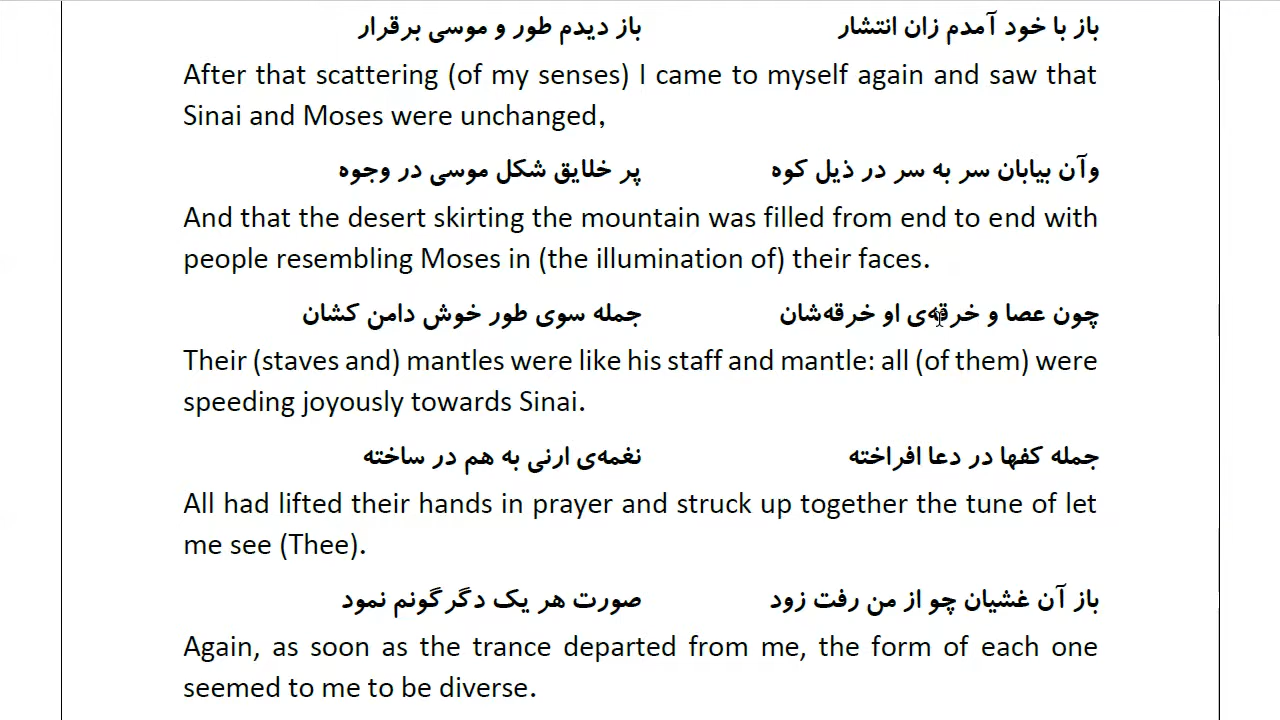 باز با خود آمدم زان انتشار باز دیدم طور و موسی برقرار
After that scattering (of my senses) I came to myself again and saw that
Sinai and Moses were unchanged,
وآن بیابان سر به سر در ذیل کوه پر خلایق شکل موسی در وجوه
And that the desert skirting the mountain was filled from end to end with
people resembling Moses in (the illumination of) their faces.
چون عصا و خرقه‌ی او خرقه‌شان جمله سوی طور خوش دامن کشان
Their (staves and) mantles were like his staff and mantle: all (of them) were
speeding joyously towards Sinai.
جمله کفها در دعا افراخته نغمه‌ی ارنی به هم در ساخته
All had lifted their hands in prayer and struck up together the tune of let
me see (Thee).
باز آن غشیان چو از من رفت زود صورت هر یک دگرگونم نمود
Again, as soon as the trance departed from me, the form of each one
seemed to me to be diverse.